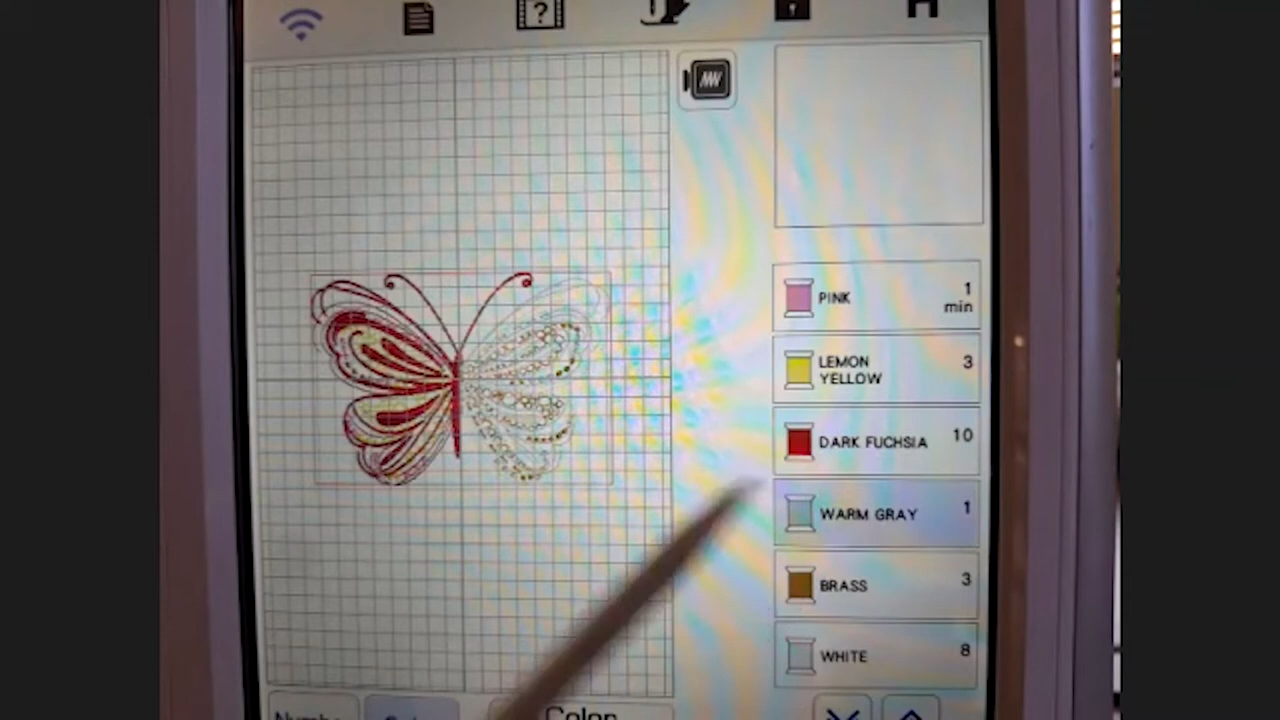 ?
PINK
1
min
LEMON
YELLOW
3
DARK FUCHSIA
10
WARM GRAY
1
BRASS
3
WHITE
8
Color